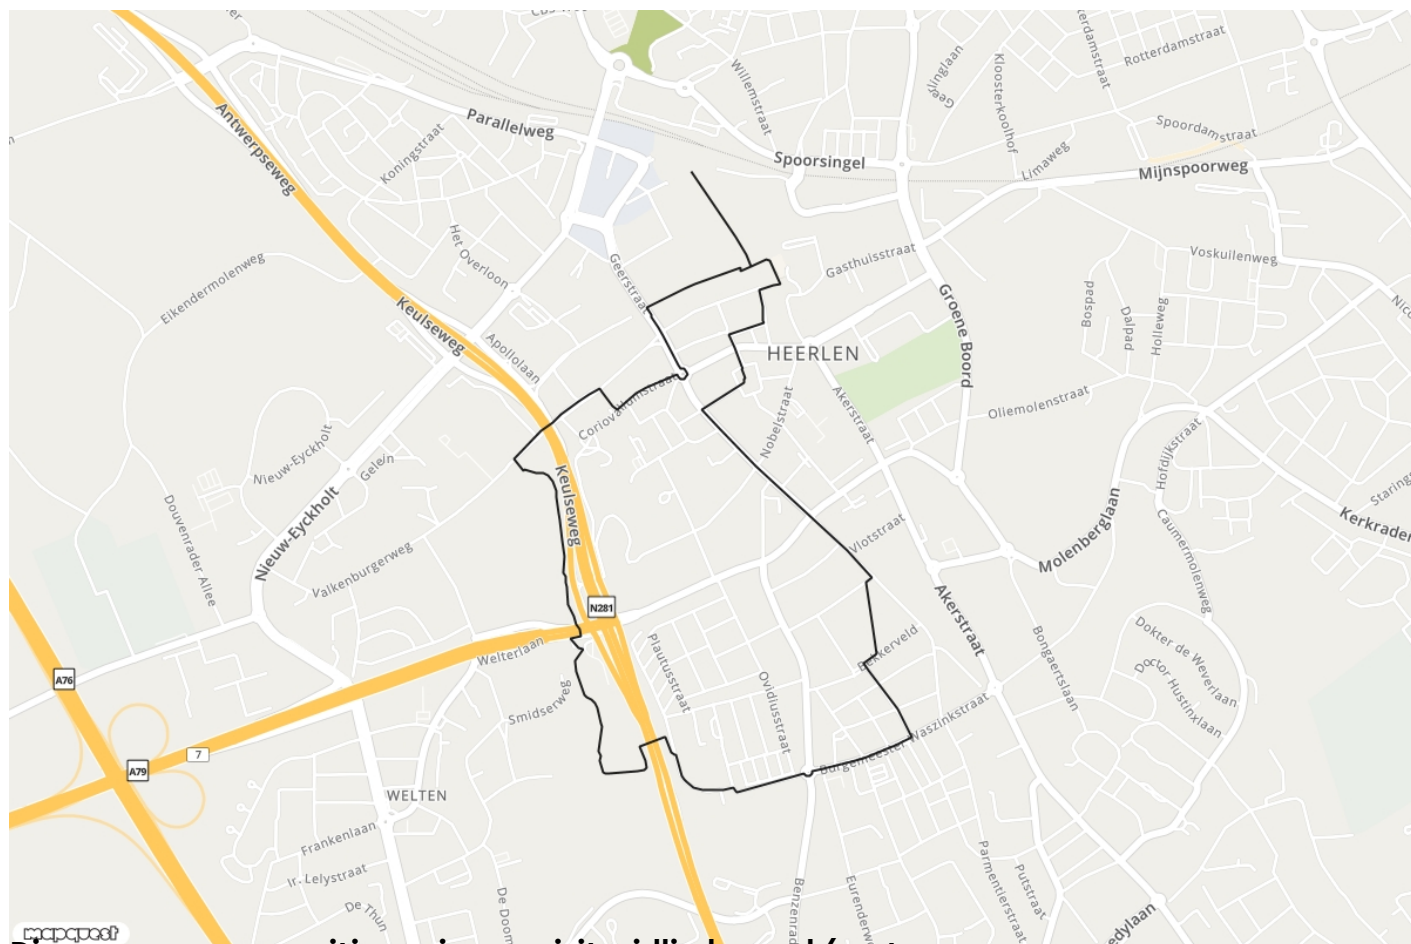 Rotterdamstraat
Willemstraat
Kloosterkoolhof
Parallelweg
Antwerpseweg
Koningstraat
Spoordamstraat
Spoorsingel
Limaweg
Mijnspoorweg
Het Overloon
Geerstraat
Gasthuisstraat
Voskuilenweg
Eikendermolenweg
Keulseweg
Groene Boord
Bospad
Dalpad
Holleweg
Apollolaan
HEERLEN
Coriovallumstraat
Nobelstraat
Akerstraat
Oliemolenstraat
Nieuw-Eyckholt
Geleen
Hofdijkstraat
Keulseweg
Douvenrader Allee
Nieuw-Eyckholt
Molenberglaan
Caumermolenweg
Valkenburgerweg
Vlotstraat
N281
Akerstraat
Welterlaan
Plautusstraat
Bekkerveld
Bongaertslaan
Dokter de Weverlaan
Doctor Hustinxlaan
A76
Smidserweg
Ovidiusstraat
Burgemeester Waszinkstraat
7
A79
WELTEN
Frankenlaan
Ir. Lelystraat
De Thun
Parmentierstraat
Putstraat
mapquest